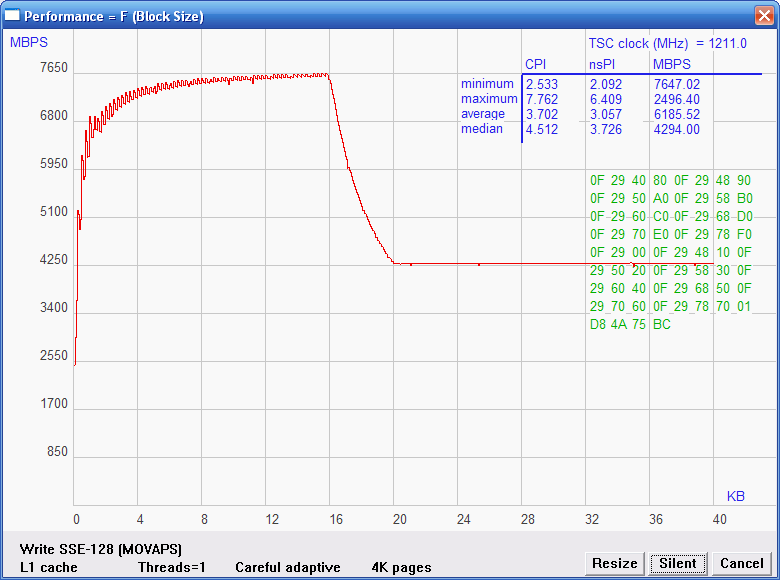 Performance = F (Block Size)
MBPS
TSC clock (MHz) = 1211.0
CPI nsPI MBPS
minimum 2.533 2.092 7647.02
maximum 7.762 6.409 2496.40
average 3.702 3.057 6185.52
median 4.512 3.726 4294.00
7650
6800
5950
5100
4250
3400
2550
1700
850
0F 29 40 80 0F 29 48 90
0F 29 50 A0 0F 29 58 B0
0F 29 60 C0 0F 29 68 D0
0F 29 70 E0 0F 29 78 F0
0F 29 00 0F 29 48 10 0F
29 50 20 0F 29 58 30 0F
29 60 40 0F 29 68 50 0F
29 70 60 0F 29 78 70 01
D8 4A 75 BC
KB
0 4 8 12 16 20 24 28 32 36 40
Write SSE-128 (MOVAPS)
L1 cache Threads=1 Careful adaptive 4K pages
Resize Silent Cancel